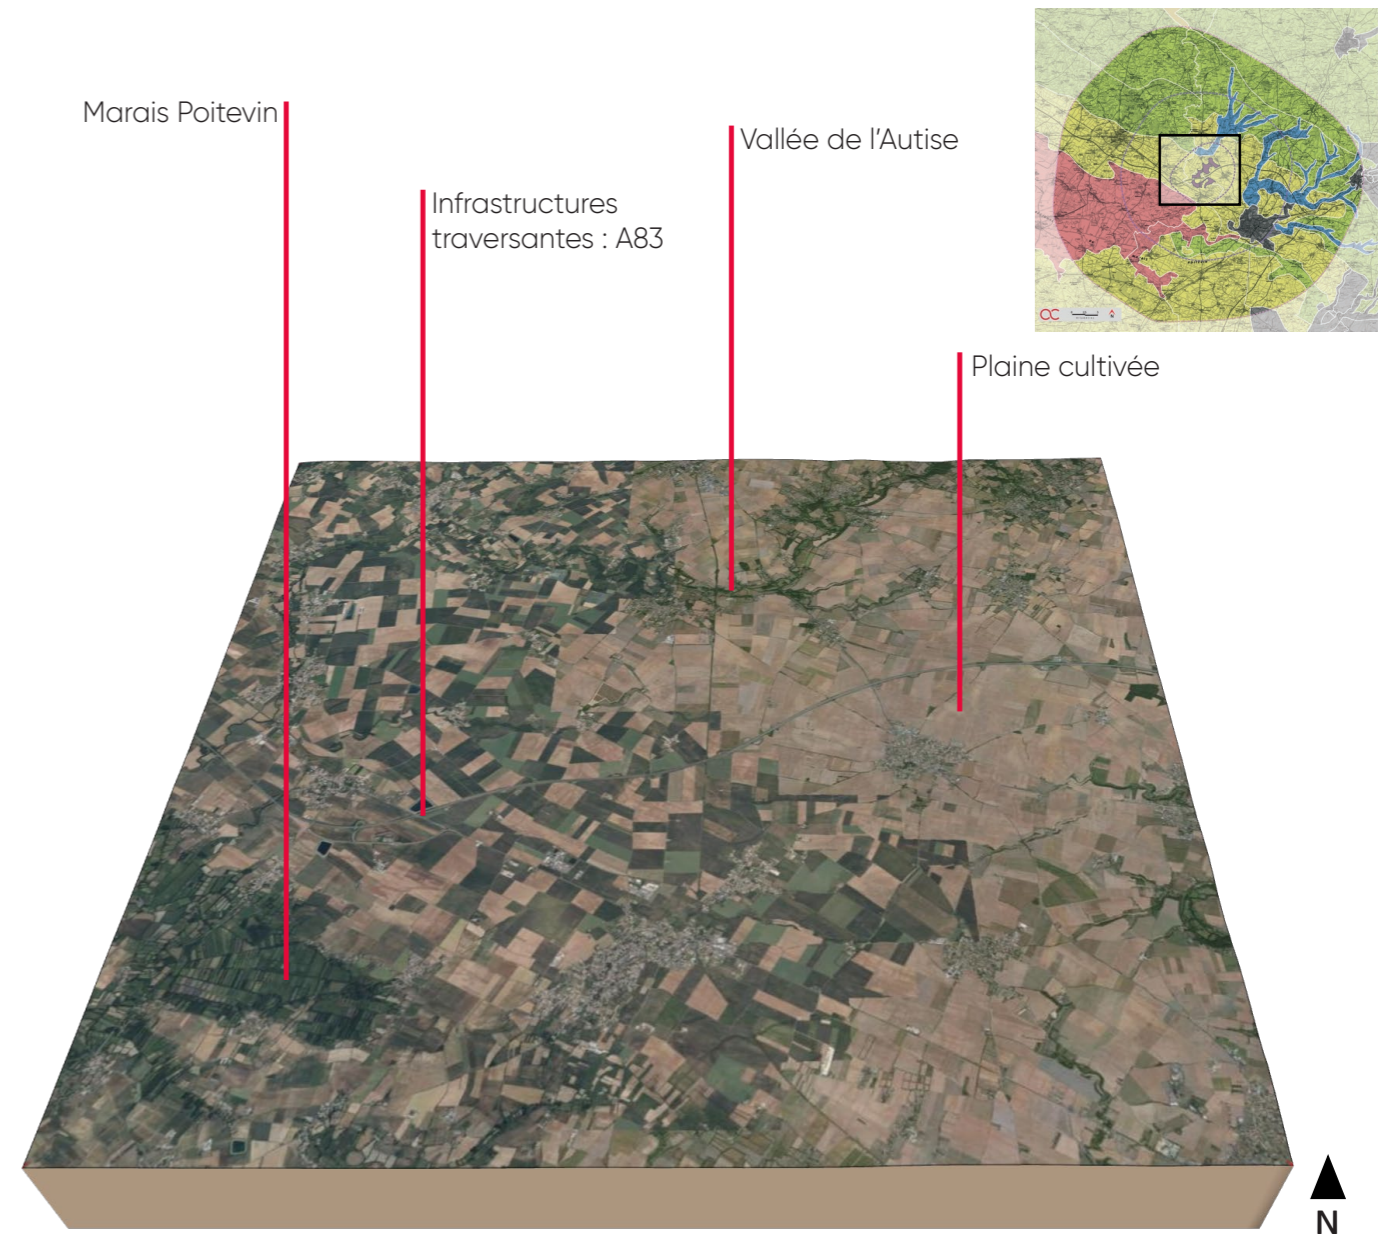 Marais Poitevin
Infrastructures
traversantes : A83
Vallée de l'Autise
Plaine cultivée
N